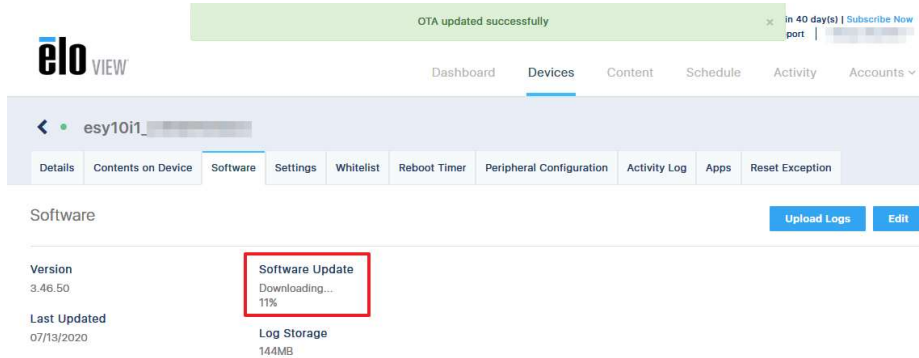 OTA updated successfully ×
in 40 day(s) | Subscribe Now
port |
ēlo VIEW
Dashboard Devices Content Schedule Activity Accounts
esy10i1_
Details Contents on Device Software Settings Whitelist Reboot Timer Peripheral Configuration Activity Log Apps Reset Exception
Software
Upload Logs Edit
Version
3.46.50
Last Updated
07/13/2020
Software Update
Downloading...
11%
Log Storage
144MB